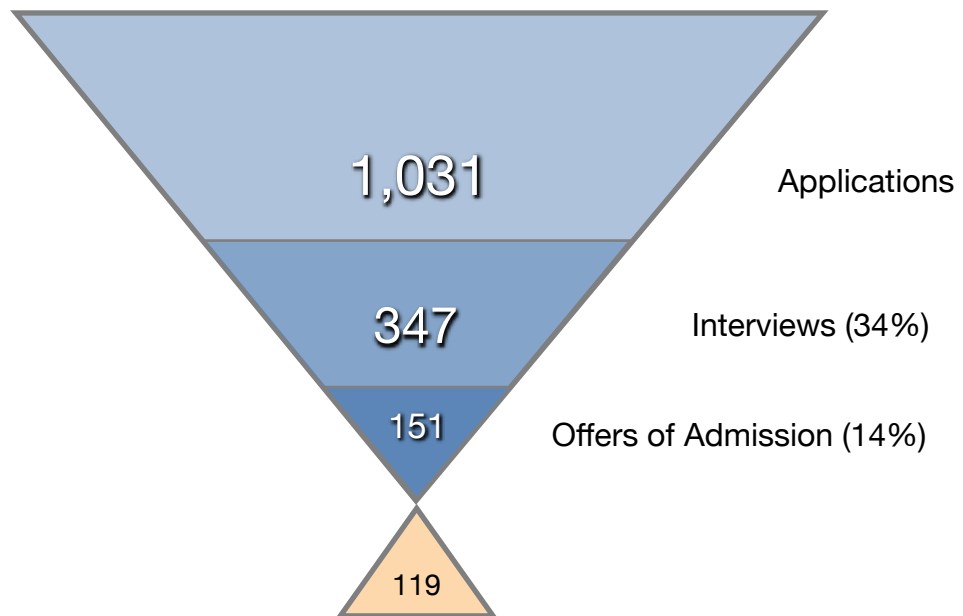 1,031
Applications
347
Interviews (34%)
151
Offers of Admission (14%)
119